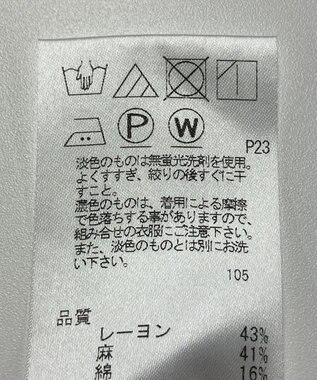 P W
P23
淡色のものは無蛍光洗剤を使用。
よくすすぎ、絞りの後すぐに干
すこと。
濃色のものは、着用による摩擦
で色落ちする事がありますので、
組み合せの衣服にご注意下さい。
また、淡色のものとは別にお洗
い下さい。
105
品質
レーヨン 43%
麻 41%
綿 16%